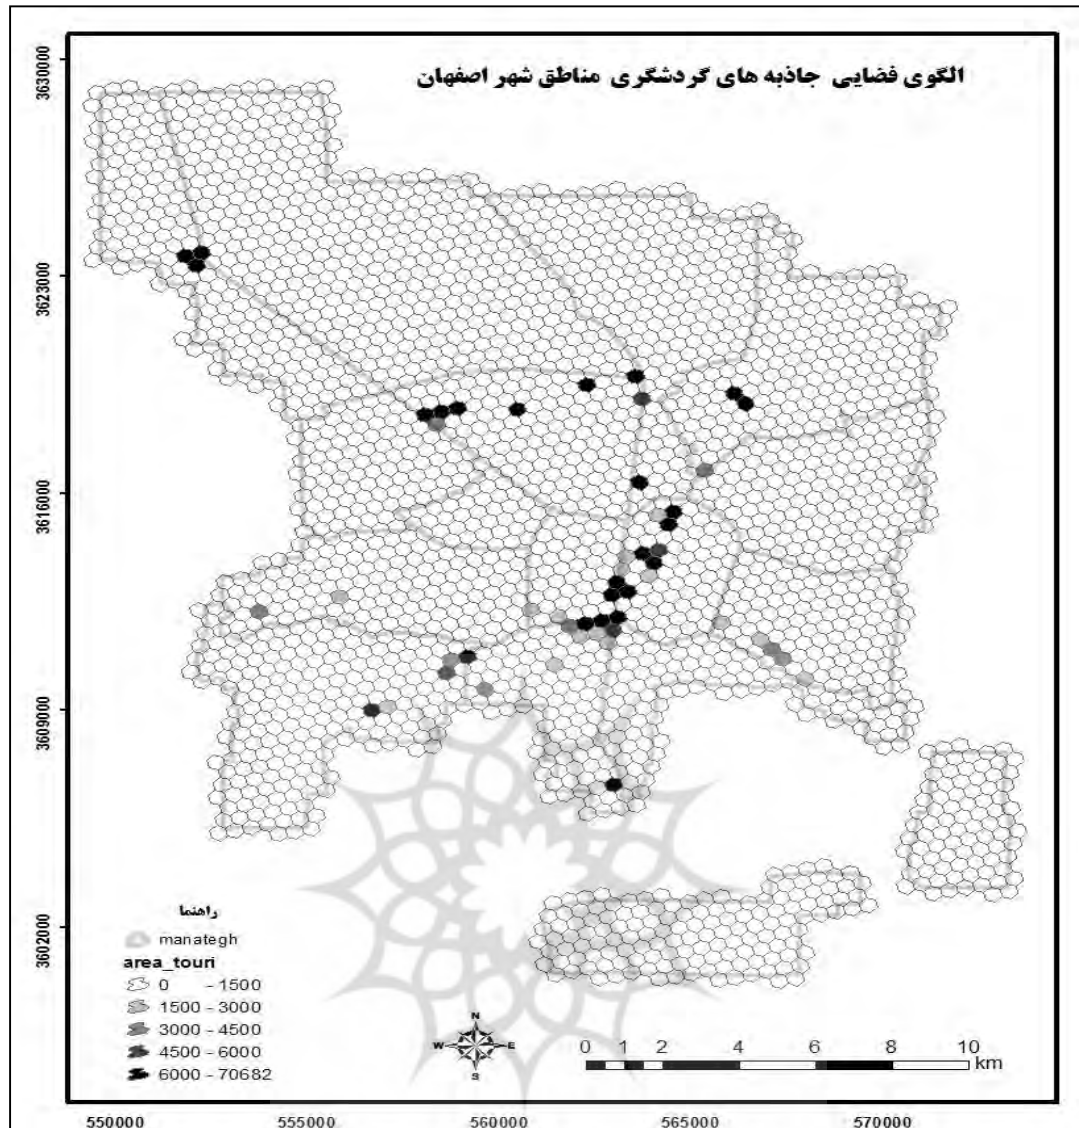 الگوی فضایی جاذبه های گردشگری مناطق شهر اصفهان
3630000
3623000
3616000
3609000
3602000
راهنما
manategh
area_touri
0 - 1500
1500 - 3000
3000 - 4500
4500 - 6000
6000 - 70682
N
W E
S
0 1 2 4 6 8 10
km
550000 555000 560000 565000 570000